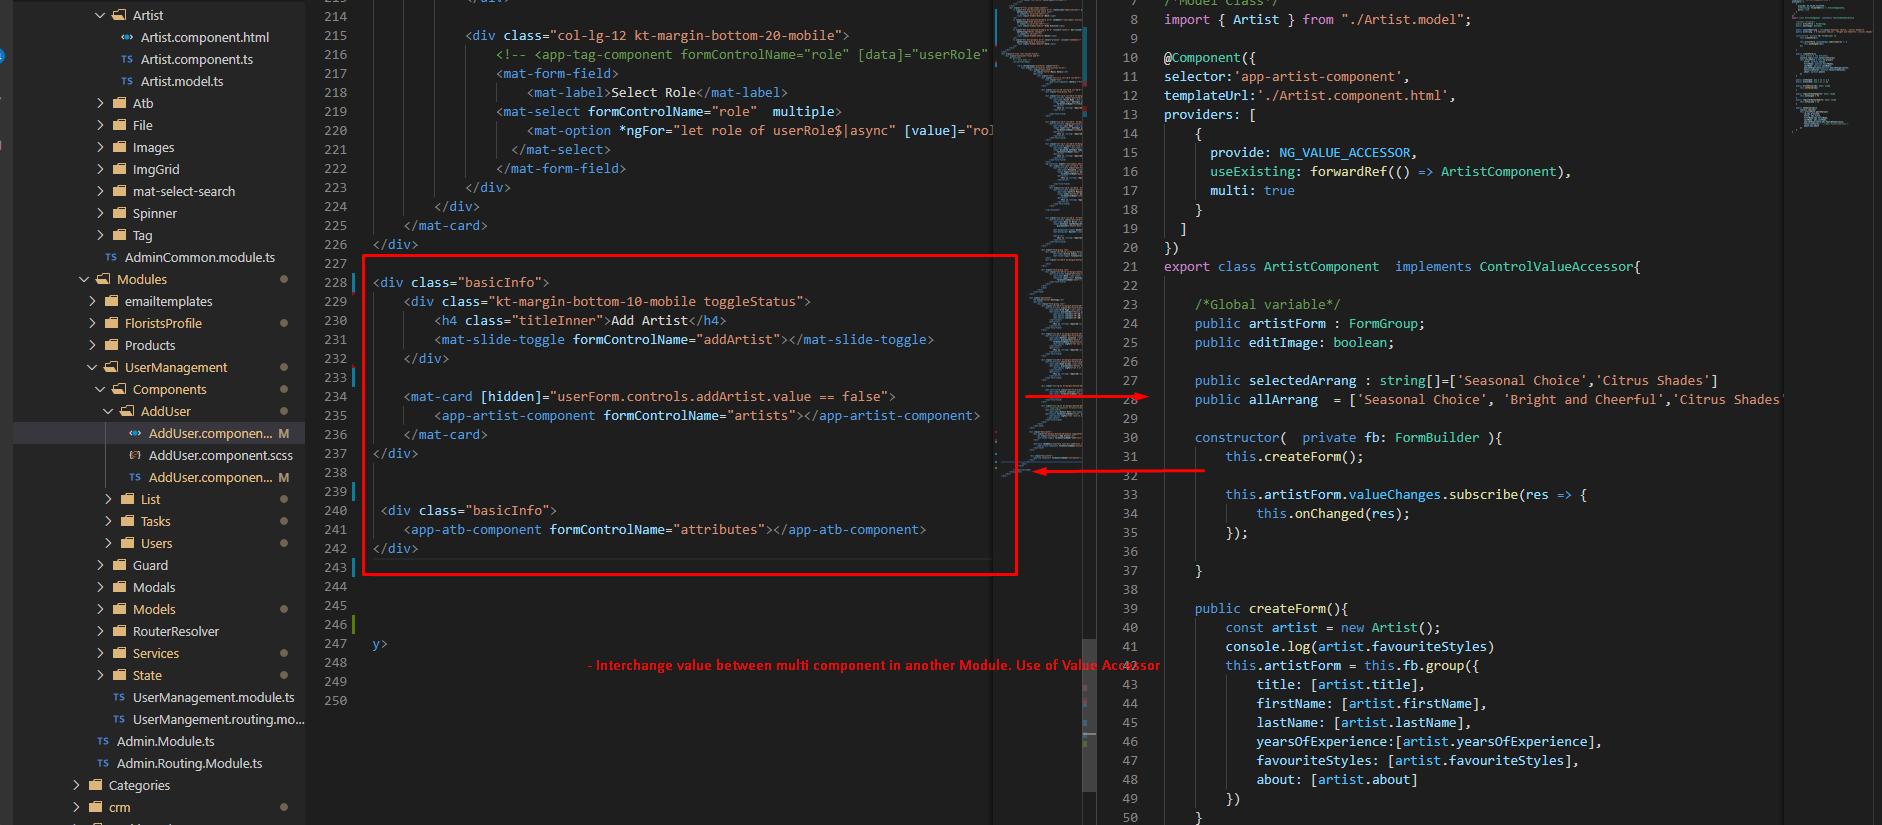 Artist
Artist.component.html
Artist.component.ts
Artist.model.ts
Atb
File
Images
ImgGrid
mat-select-search
Spinner
Tag
AdminCommon.module.ts
Modules
emailtemplates
FloristsProfile
Products
UserManagement
Components
AddUser
AddUser.componen... M
AddUser.component.scss
AddUser.componen... M
List
Tasks
Users
Guard
Modals
Models
RouterResolver
Services
State
UserManagement.module.ts
UserMangement.routing.mo...
Admin.Module.ts
Admin.Routing.Module.ts
Categories
crm
214
215 <div class="col-lg-12 kt-margin-bottom-20-mobile">
216 <!-- <app-tag-component formControlName="role" [data]="userRole"
217 <mat-form-field>
218 <mat-label>Select Role</mat-label>
219 <mat-select formControlName="role" multiple>
220 <mat-option *ngFor="let role of userRole$|async" [value]="rol
221 </mat-select>
222 </mat-form-field>
223 </div>
224 </div>
225 </mat-card>
226 </div>
227
228 <div class="basicInfo">
229 <div class="kt-margin-bottom-10-mobile toggleStatus">
230 <h4 class="titleInner">Add Artist</h4>
231 <mat-slide-toggle formControlName="addArtist"></mat-slide-toggle>
232 </div>
233
234 <mat-card [hidden]="userForm.controls.addArtist.value == false">
235 <app-artist-component formControlName="artists"></app-artist-component>
236 </mat-card>
237 </div>
238
239
240 <div class="basicInfo">
241 <app-atb-component formControlName="attributes"></app-atb-component>
242 </div>
243
244
245
246
247 y>
248
249
250
- Interchange value between multi component in another Module. Use of Value Accessor
7 /*Model Class*/
8 import { Artist } from "./Artist.model";
9
10 @Component({
11 selector:'app-artist-component',
12 templateUrl:'./Artist.component.html',
13 providers: [
14 {
15 provide: NG_VALUE_ACCESSOR,
16 useExisting: forwardRef(() => ArtistComponent),
17 multi: true
18 }
19 ]
20 })
21 export class ArtistComponent implements ControlValueAccessor{
22
23 /*Global variable*/
24 public artistForm : FormGroup;
25 public editImage: boolean;
26
27 public selectedArrang : string[]=['Seasonal Choice','Citrus Shades']
28 public allArrang = ['Seasonal Choice', 'Bright and Cheerful','Citrus Shades'
29
30 constructor( private fb: FormBuilder ){
31 this.createForm();
32
33 this.artistForm.valueChanges.subscribe(res => {
34 this.onChanged(res);
35 });
36
37 }
38
39 public createForm(){
40 const artist = new Artist();
41 console.log(artist.favouriteStyles)
42 this.artistForm = this.fb.group({
43 title: [artist.title],
44 firstName: [artist.firstName],
45 lastName: [artist.lastName],
46 yearsOfExperience:[artist.yearsOfExperience],
47 favouriteStyles: [artist.favouriteStyles],
48 about: [artist.about]
49 })
50 }